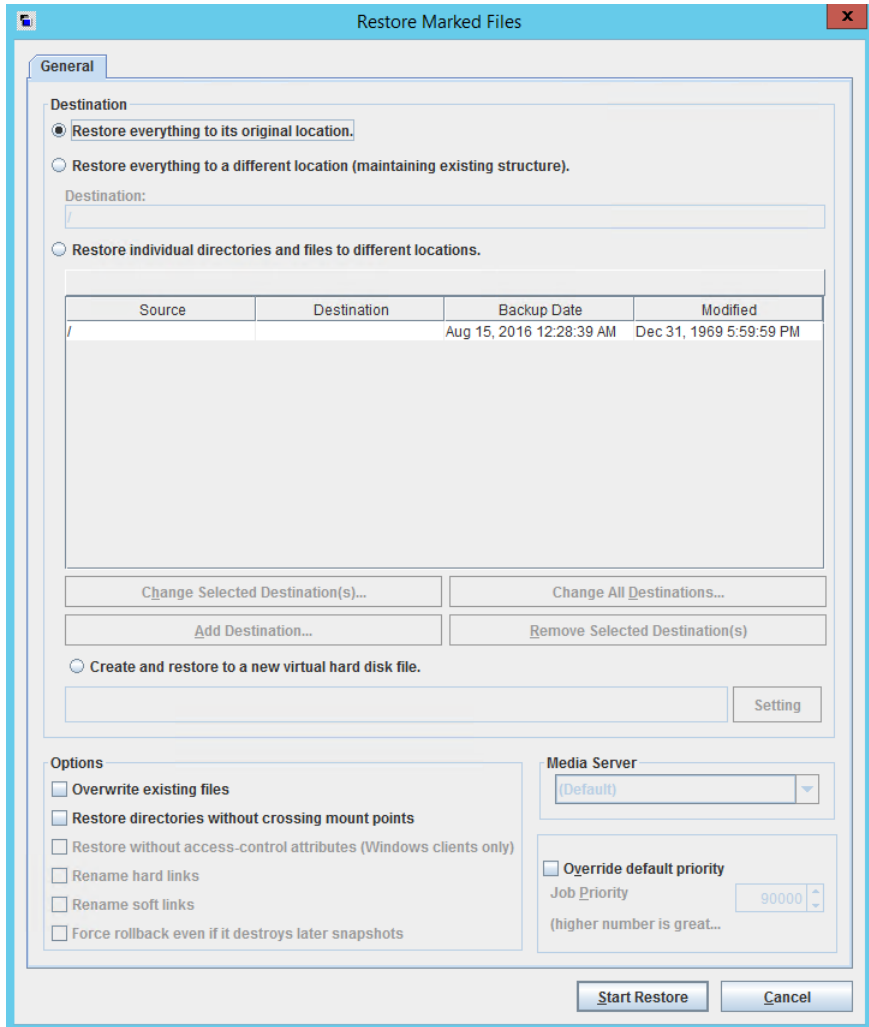 Restore Marked Files
x
General
Destination
Restore everything to its original location.
Restore everything to a different location (maintaining existing structure).
Destination:
/
Restore individual directories and files to different locations.
Source Destination Backup Date Modified
/ Aug 15, 2016 12:28:39 AM Dec 31, 1969 5:59:59 PM
Change Selected Destination(s)... Change All Destinations...
Add Destination... Remove Selected Destination(s)
Create and restore to a new virtual hard disk file.
Setting
Options
Overwrite existing files
Restore directories without crossing mount points
Restore without access-control attributes (Windows clients only)
Rename hard links
Rename soft links
Force rollback even if it destroys later snapshots
Media Server
(Default)
Override default priority
Job Priority 90000
(higher number is great...
Start Restore Cancel